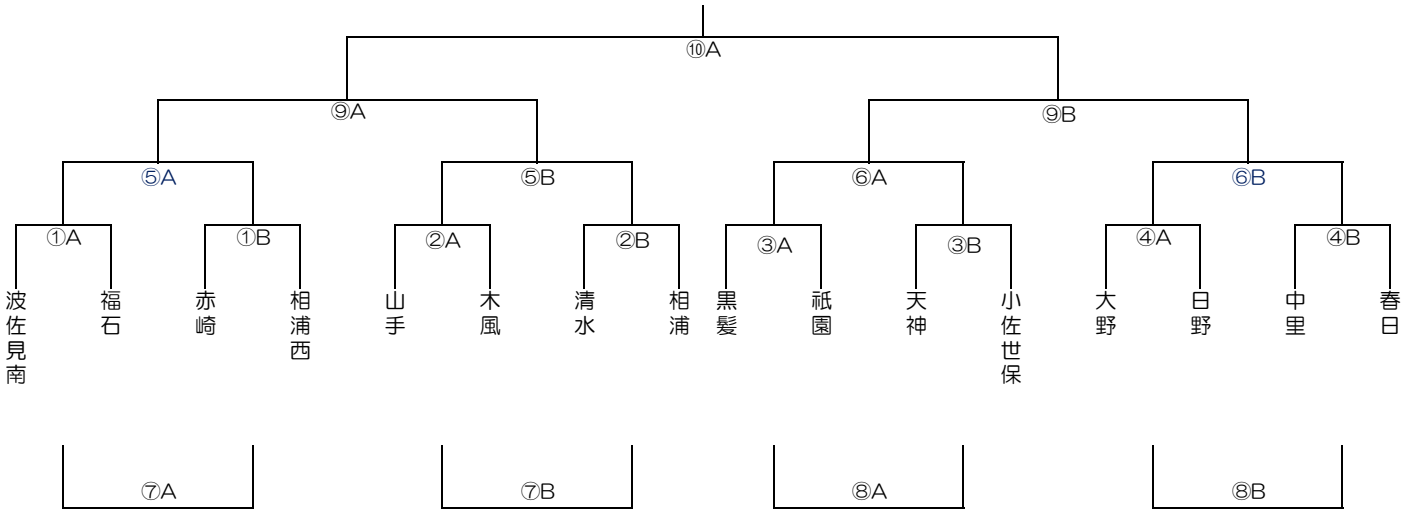 ⑩A
⑨A
⑨B
⑤A
⑤B
⑥A
⑥B
①A
①B
②A
②B
③A
③B
④A
④B
波佐見南
福石
赤崎
相浦西
山手
木風
清水
相浦
黒髪
祇園
天神
小佐世保
大野
日野
中里
春日
⑦A
⑦B
⑧A
⑧B